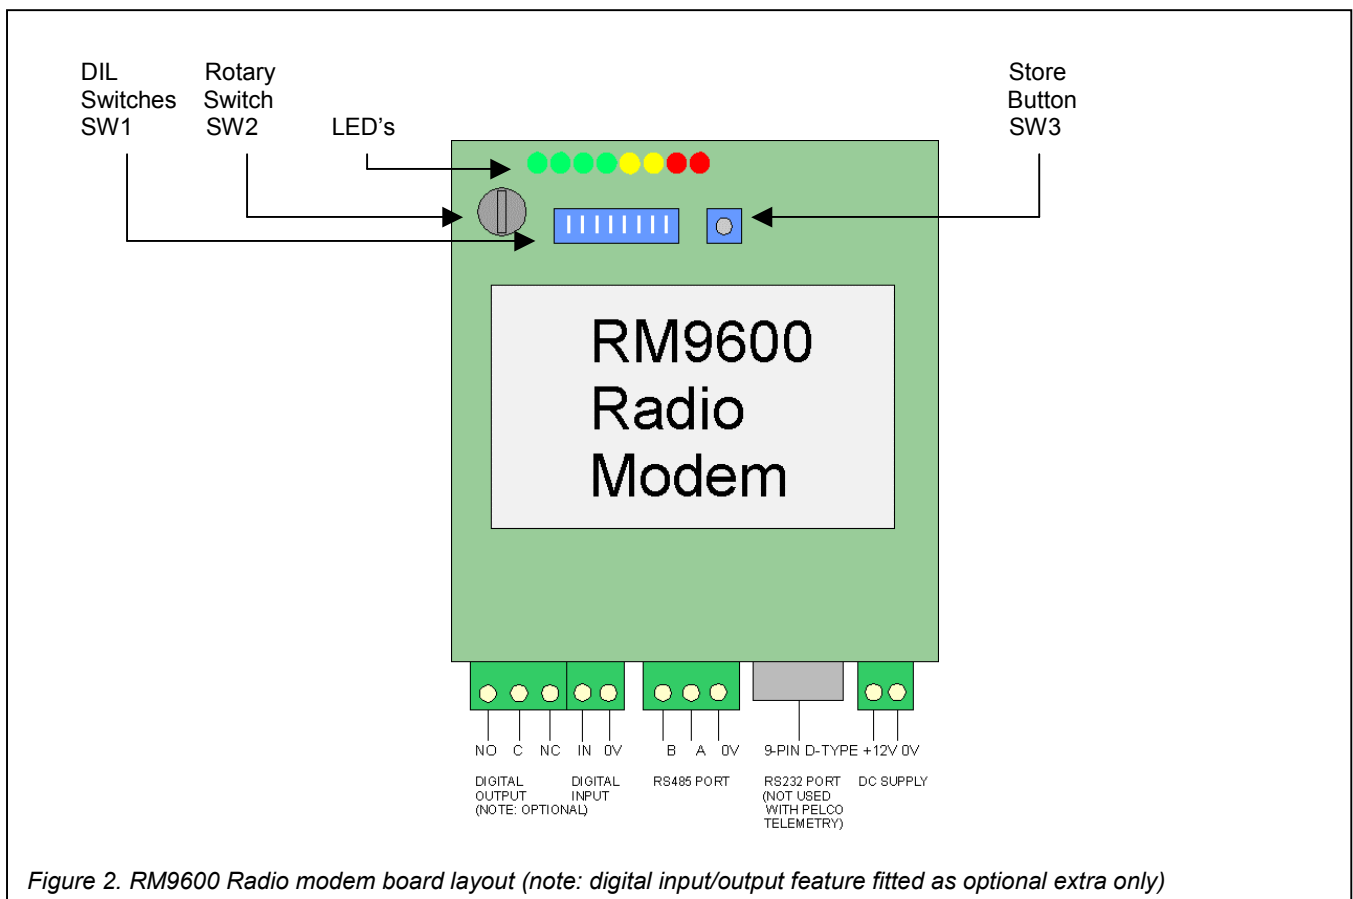 DIL
Switches
SW1
Rotary
Switch
SW2
LED's
Store
Button
SW3
RM9600
Radio
Modem
NO C NC IN 0V B A 0V 9-PIN D-TYPE +12V 0V
DIGITAL
OUTPUT
(NOTE: OPTIONAL)
DIGITAL
INPUT
RS485 PORT
RS232 PORT
(NOT USED
WITH PELCO
TELEMETRY)
DC SUPPLY
Figure 2. RM9600 Radio modem board layout (note: digital input/output feature fitted as optional extra only)